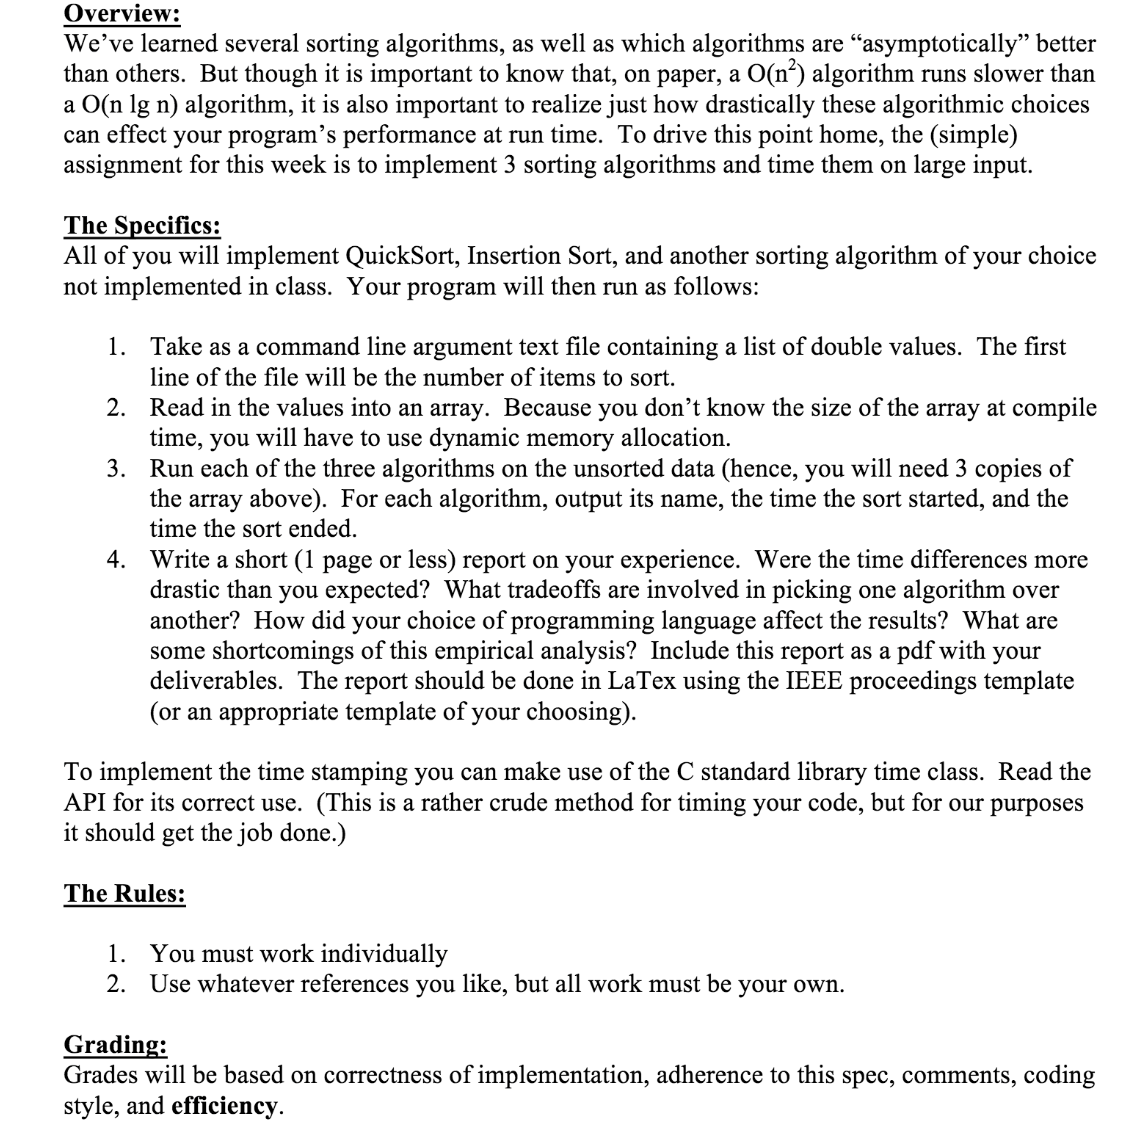 Overview:
We’ve learned several sorting algorithms, as well as which algorithms are “asymptotically” better
than others.  But though it is important to know that, on paper, a O(n²) algorithm runs slower than
a O(n lg n) algorithm, it is also important to realize just how drastically these algorithmic choices
can effect your program’s performance at run time.  To drive this point home, the (simple)
assignment for this week is to implement 3 sorting algorithms and time them on large input.
The Specifics:
All of you will implement QuickSort, Insertion Sort, and another sorting algorithm of your choice
not implemented in class.  Your program will then run as follows:
1. Take as a command line argument text file containing a list of double values.  The first
line of the file will be the number of items to sort.
2. Read in the values into an array.  Because you don’t know the size of the array at compile
time, you will have to use dynamic memory allocation.
3. Run each of the three algorithms on the unsorted data (hence, you will need 3 copies of
the array above).  For each algorithm, output its name, the time the sort started, and the
time the sort ended.
4. Write a short (1 page or less) report on your experience.  Were the time differences more
drastic than you expected?  What tradeoffs are involved in picking one algorithm over
another?  How did your choice of programming language affect the results?  What are
some shortcomings of this empirical analysis?  Include this report as a pdf with your
deliverables.  The report should be done in LaTex using the IEEE proceedings template
(or an appropriate template of your choosing).
To implement the time stamping you can make use of the C standard library time class.  Read the
API for its correct use.  (This is a rather crude method for timing your code, but for our purposes
it should get the job done.)
The Rules:
1. You must work individually
2. Use whatever references you like, but all work must be your own.
Grading:
Grades will be based on correctness of implementation, adherence to this spec, comments, coding
style, and efficiency.